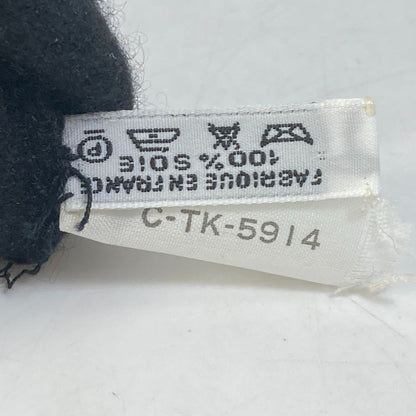 FABRIQUE EN FRANCE
100% SOIE
P
C-TK-5914